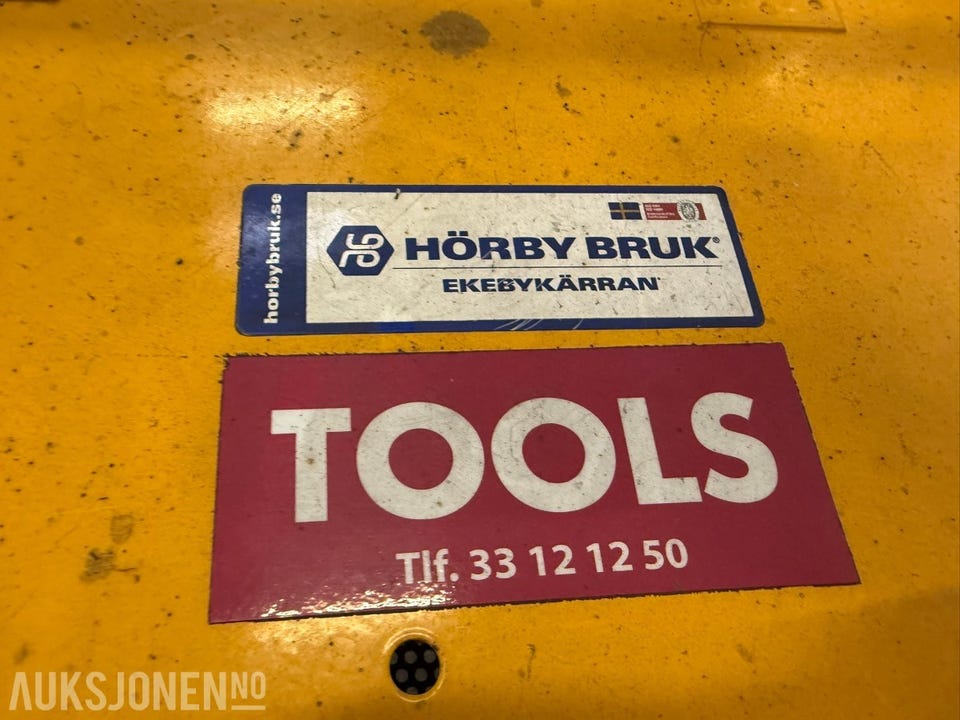 horbybruk.se
HÖRBY BRUK®
EKEBYKÄRRAN
TOOLS
Tlf. 33 12 12 50
AUKSJONEN NO